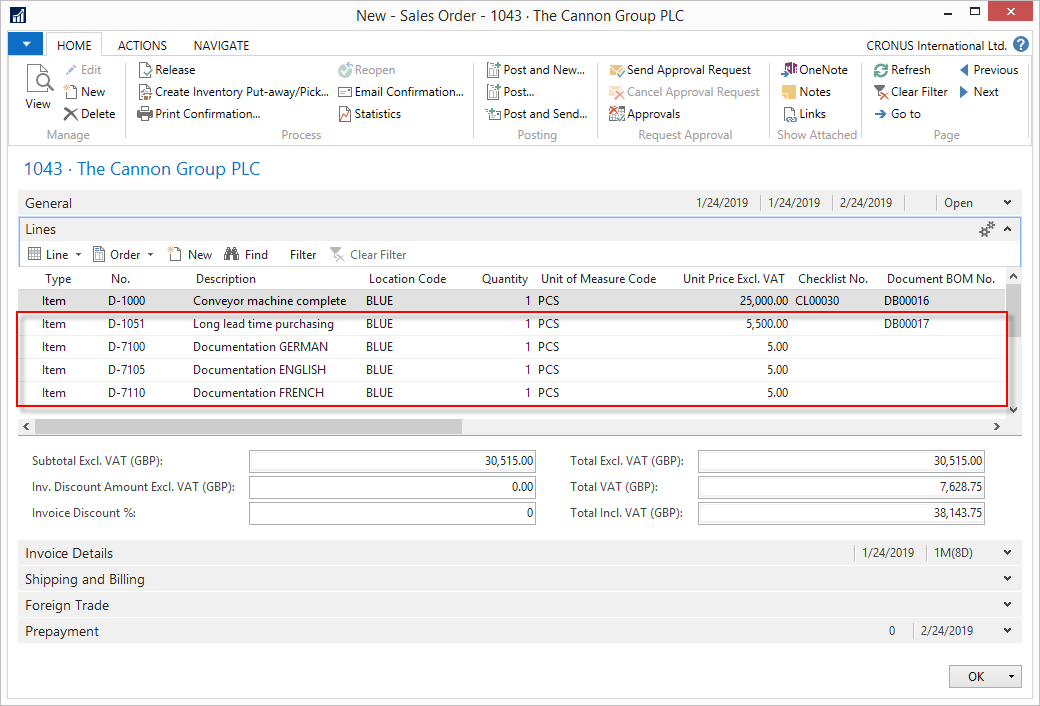 New - Sales Order - 1043 · The Cannon Group PLC
HOME ACTIONS NAVIGATE CRONUS International Ltd. ?
View
Edit
New
Delete
Manage
Release
Create Inventory Put-away/Pick...
Print Confirmation...
Reopen
Email Confirmation...
Statistics
Process
Post and New...
Post...
Post and Send...
Posting
Send Approval Request
Cancel Approval Request
Approvals
Request Approval
OneNote
Notes
Links
Show Attached
Refresh
Clear Filter
Go to
Previous
Next
Page
1043 · The Cannon Group PLC
General 1/24/2019 1/24/2019 2/24/2019 Open
Lines
Line Order New Find Filter Clear Filter
Type No. Description Location Code Quantity Unit of Measure Code Unit Price Excl. VAT Checklist No. Document BOM No.
Item D-1000 Conveyor machine complete BLUE 1 PCS 25,000.00 CL00030 DB00016
Item D-1051 Long lead time purchasing BLUE 1 PCS 5,500.00 DB00017
Item D-7100 Documentation GERMAN BLUE 1 PCS 5.00
Item D-7105 Documentation ENGLISH BLUE 1 PCS 5.00
Item D-7110 Documentation FRENCH BLUE 1 PCS 5.00
Subtotal Excl. VAT (GBP): 30,515.00 Total Excl. VAT (GBP): 30,515.00
Inv. Discount Amount Excl. VAT (GBP): 0.00 Total VAT (GBP): 7,628.75
Invoice Discount %: 0 Total Incl. VAT (GBP): 38,143.75
Invoice Details 1/24/2019 1M(8D)
Shipping and Billing
Foreign Trade
Prepayment 0 2/24/2019
OK